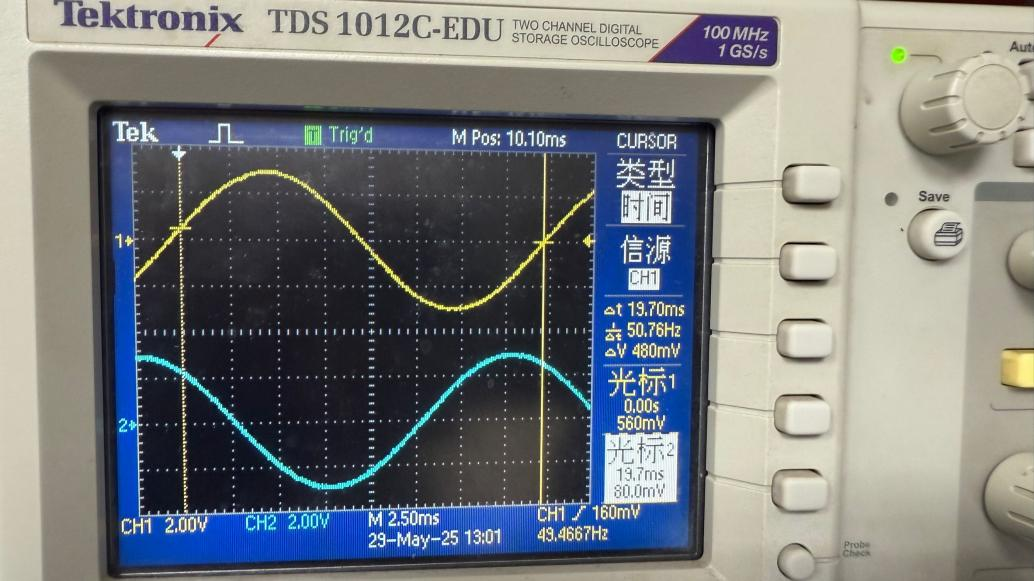 Tektronix TDS 1012C-EDU TWO CHANNEL DIGITAL
STORAGE OSCILLOSCOPE
100 MHz
1 GS/s
Auto
Tek T Trig'd M Pos: 10.10ms CURSOR
类型
时间
Save
1
信源
CH1
Δt 19.70ms
1/Δt 50.76Hz
ΔV 480mV
光标1
0.00s
560mV
2
光标2
19.7ms
80.0mV
CH1 2.00V CH2 2.00V M 2.50ms CH1 160mV
29-May-25 13:01 49.4667Hz
Probe
Check